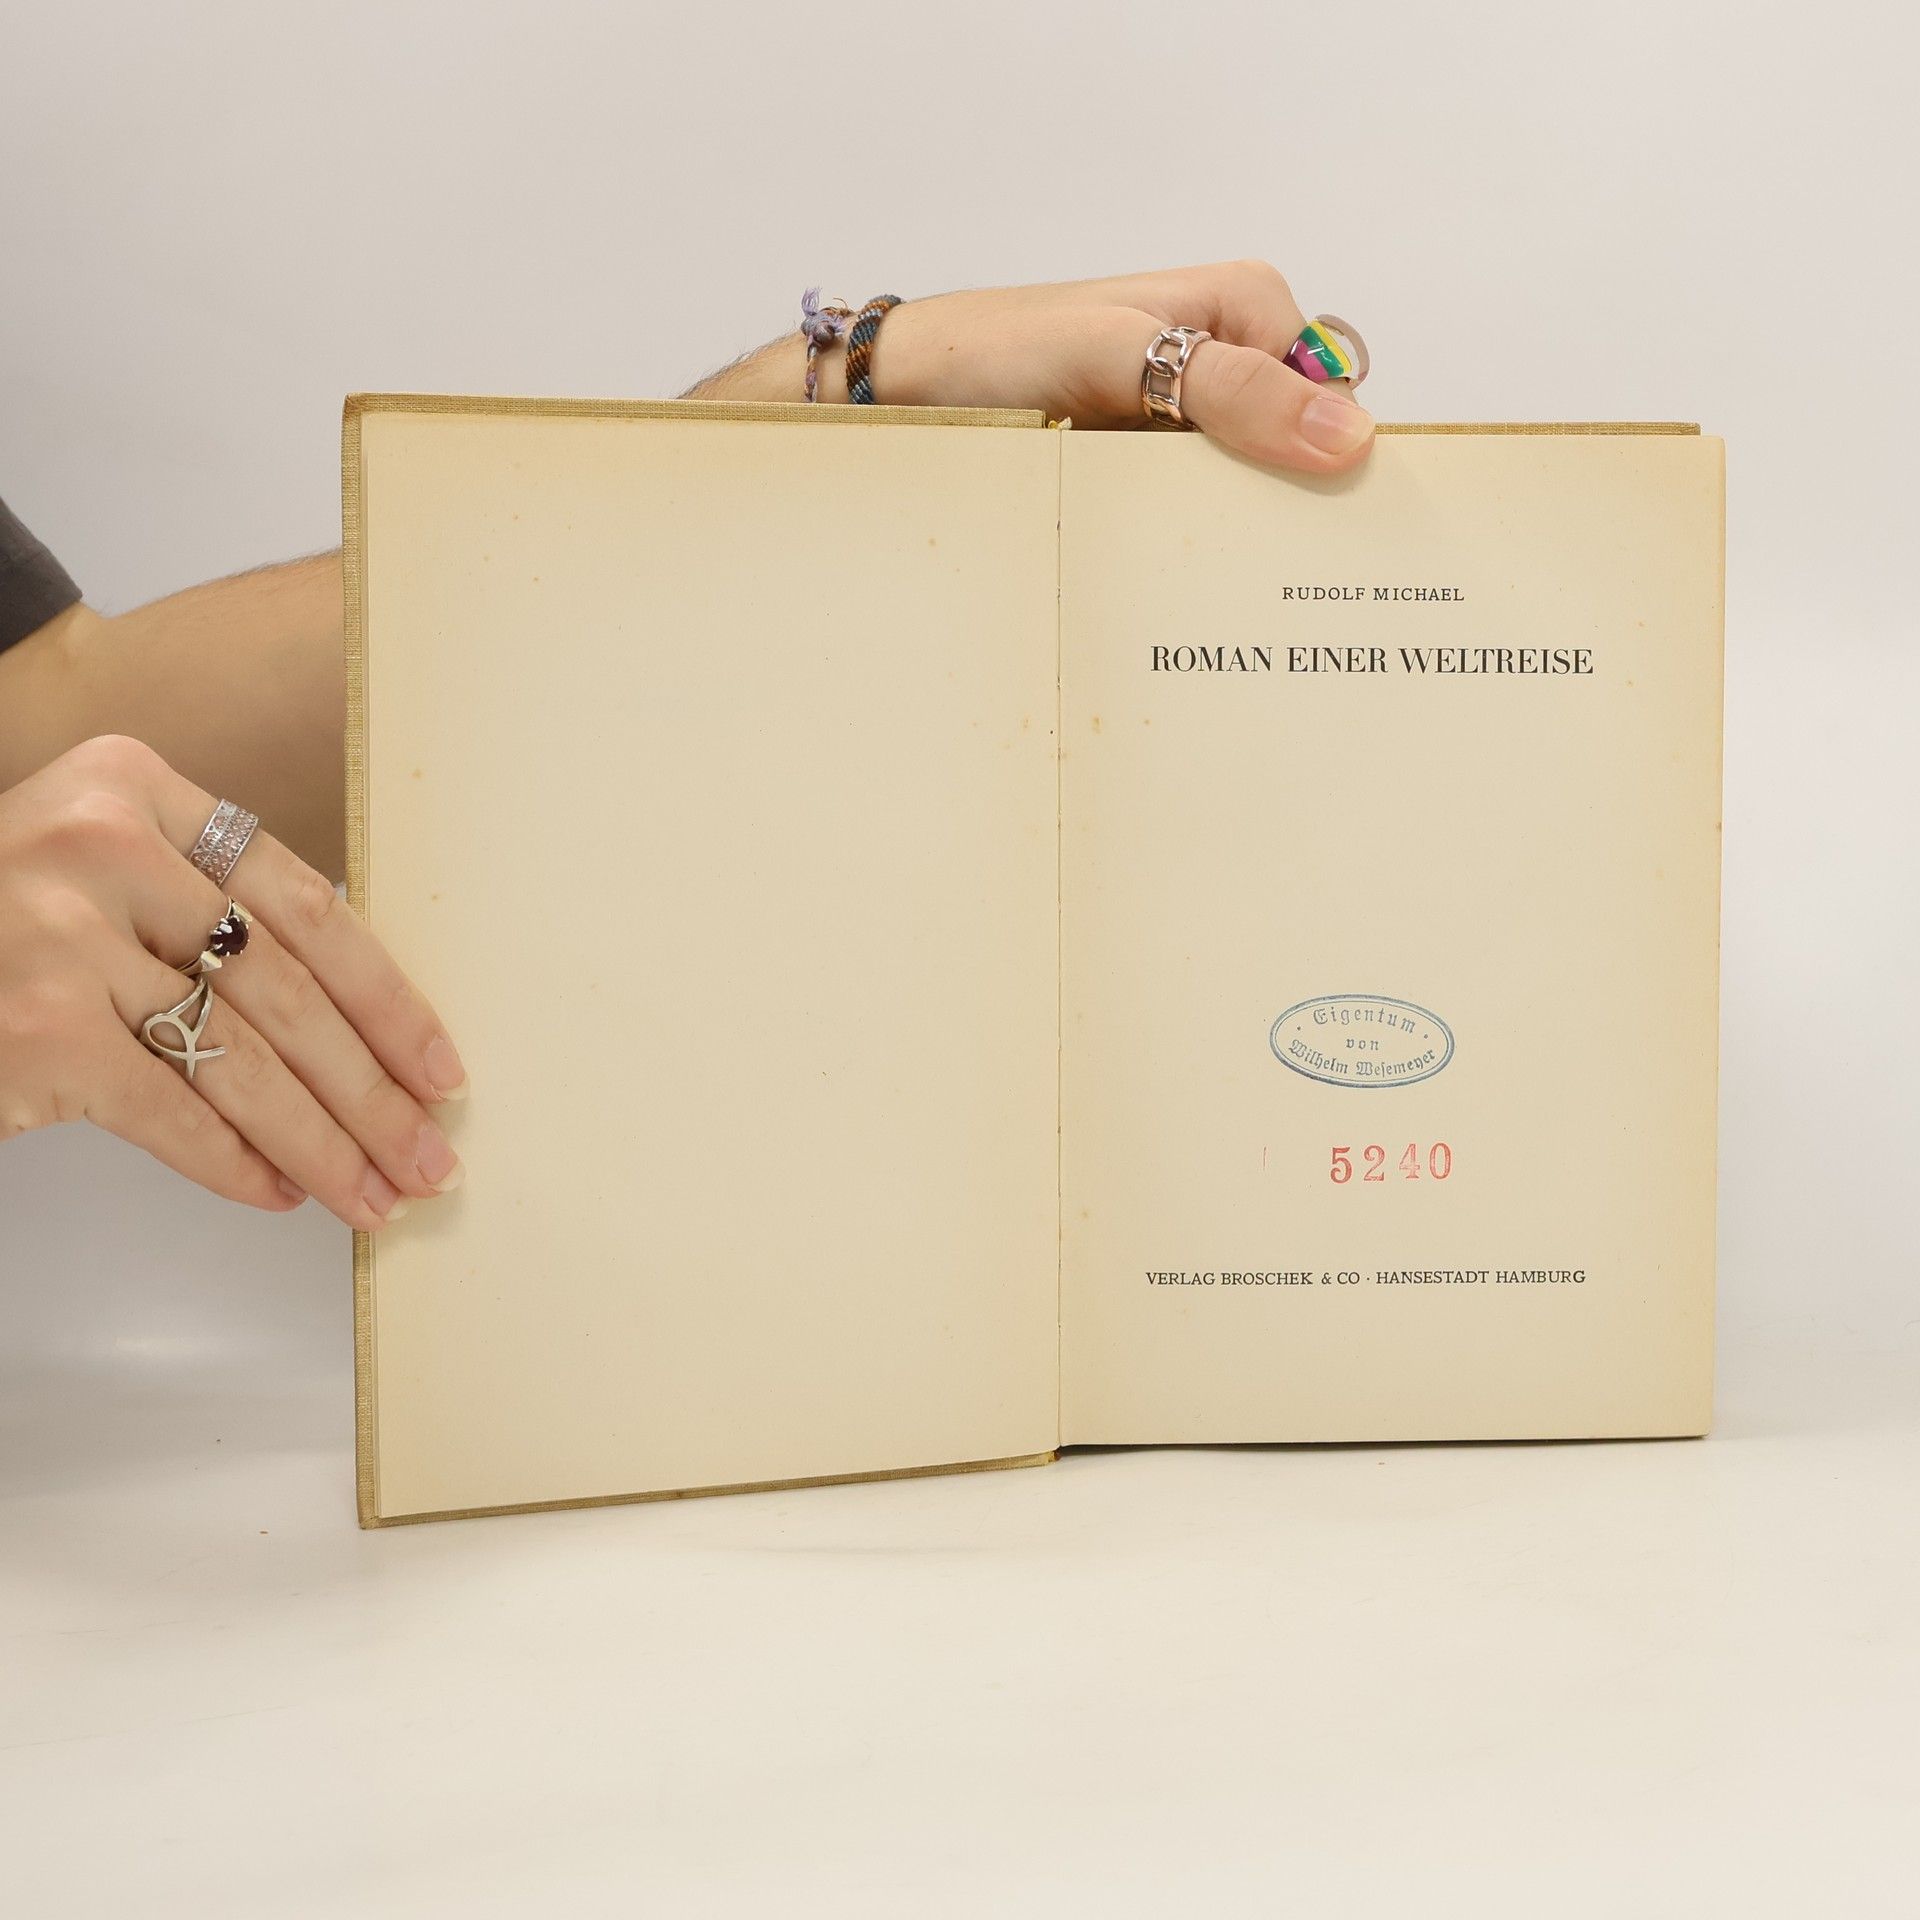 RUDOLF MICHAEL
ROMAN EINER WELTREISE
· Eigentum ·
von
Wilhelm Weſemeyer
5240
VERLAG BROSCHEK & CO · HANSESTADT HAMBURG